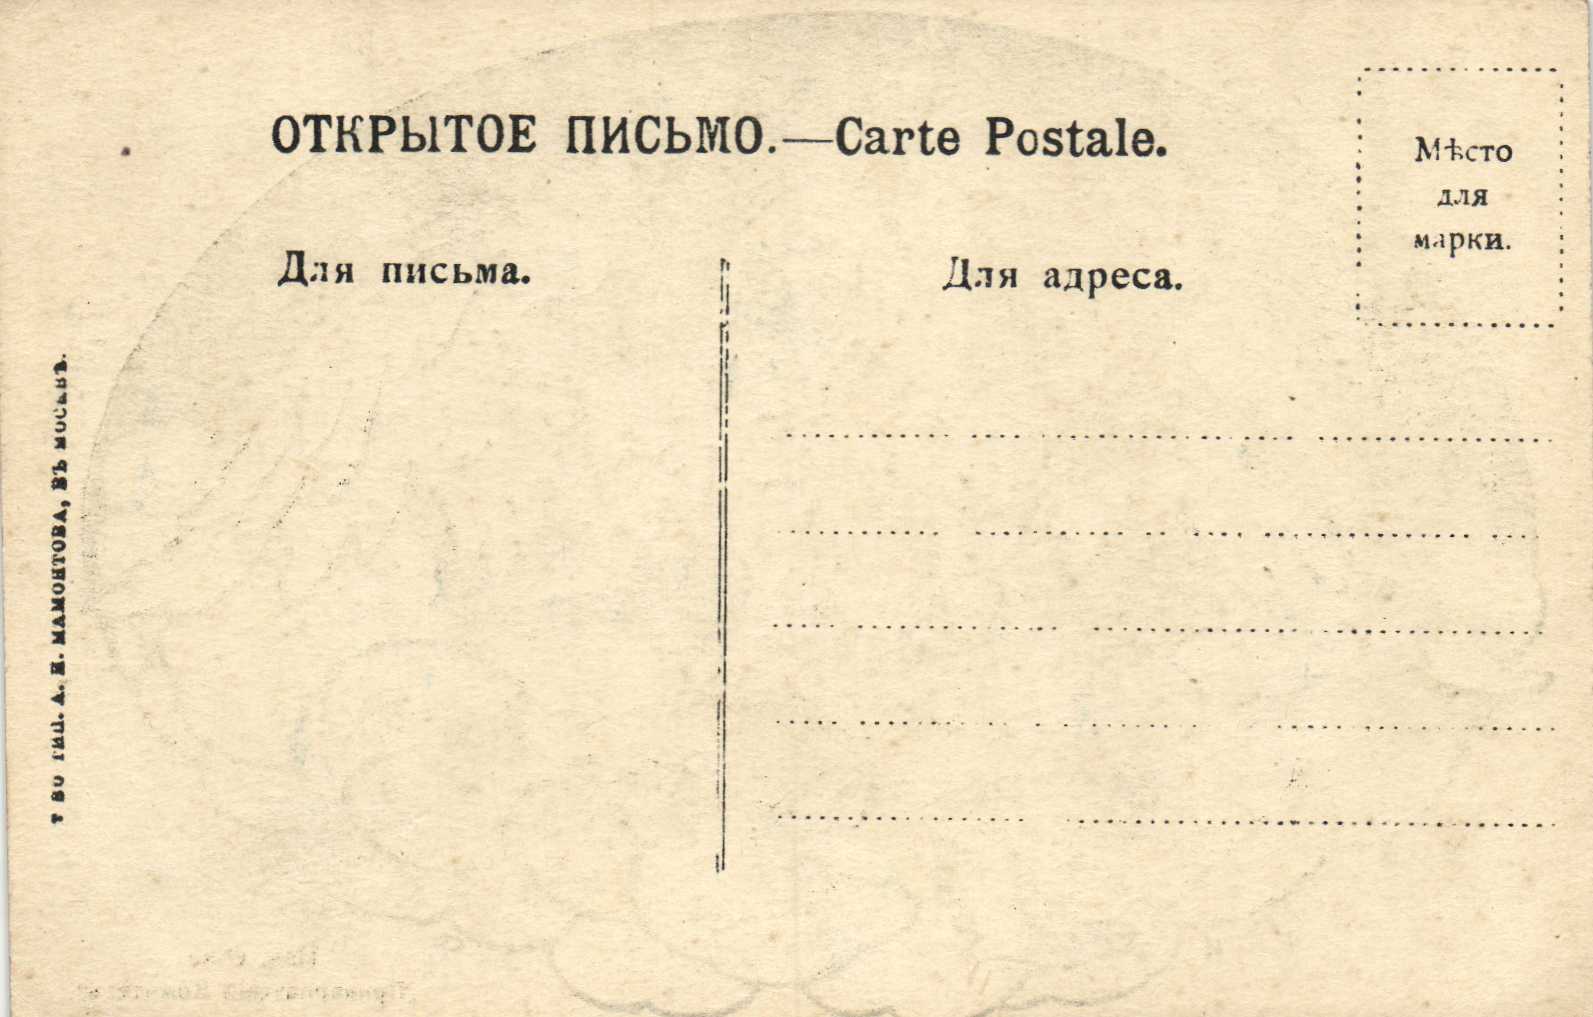 ОТКРЫТОЕ ПИСЬМО.—Carte Postale.
Мѣсто
для
марки.
Для письма.
Для адреса.
Т во тип. А. И. МАМОНТОВА, ВЪ МОСКВѢ.